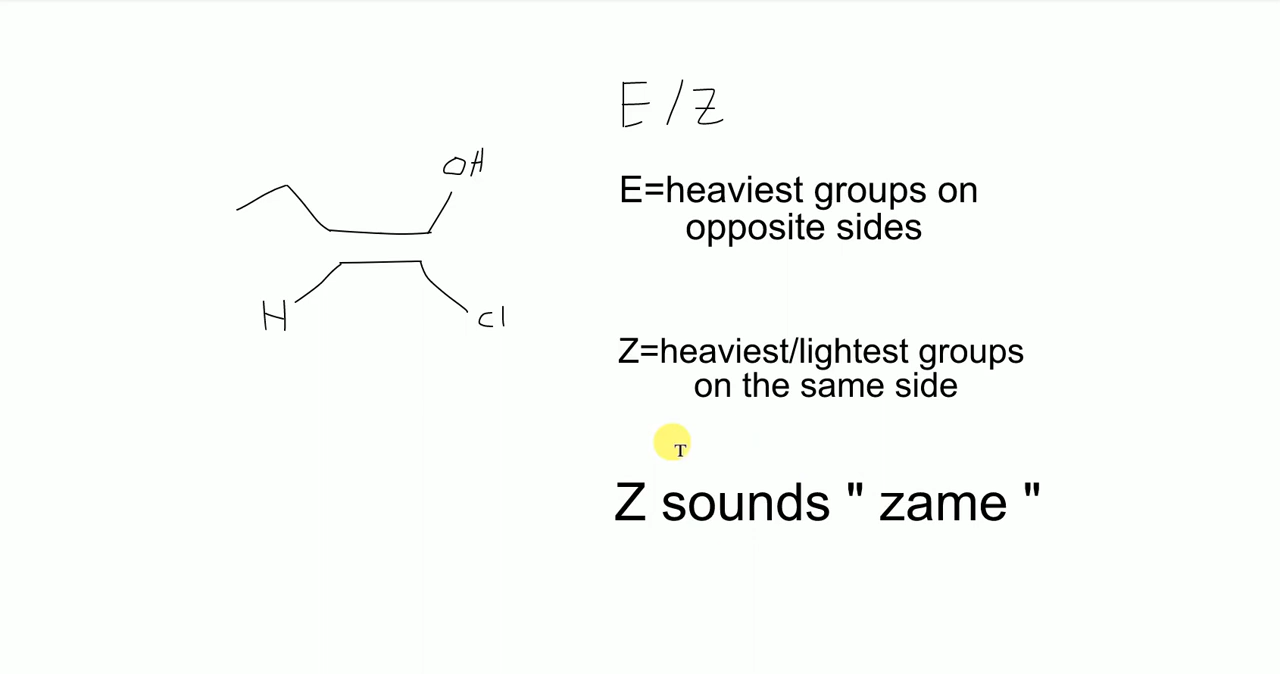 E/Z
OH
E=heaviest groups on
opposite sides
H
Cl
Z=heaviest/lightest groups
on the same side
T
Z sounds " zame "